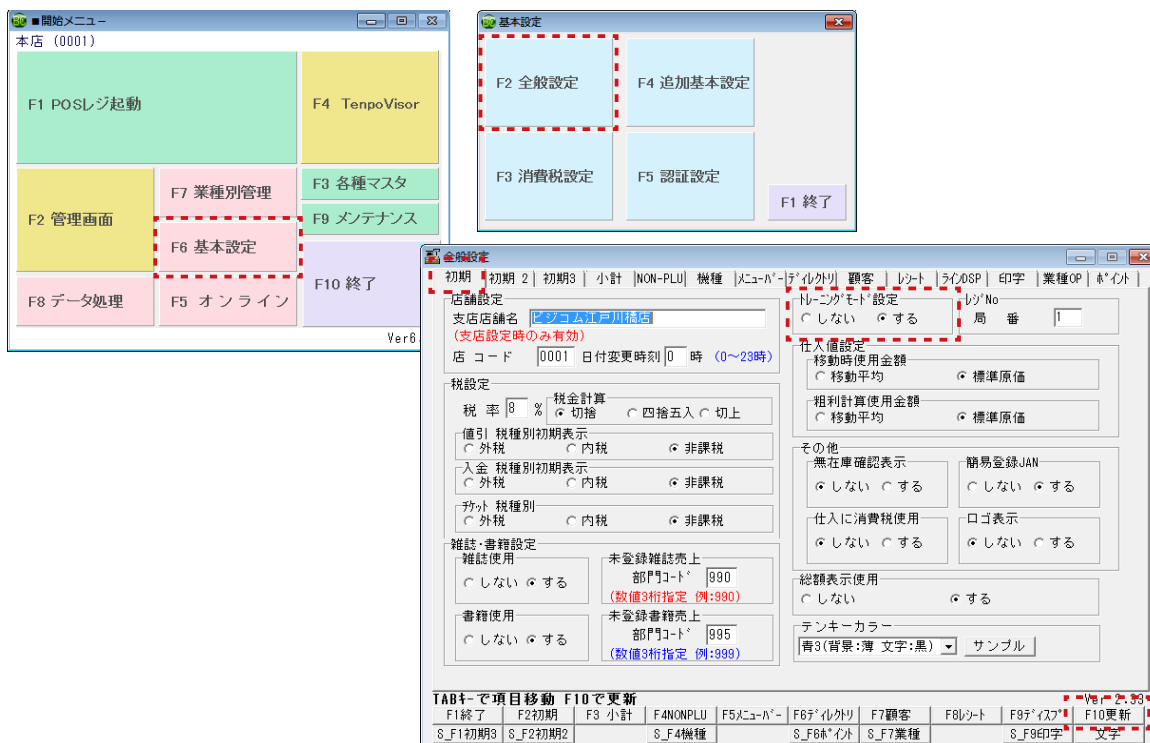 ■開始メニュー
本店 (0001)
F1 POSレジ起動
F4 TenpoVisor
F2 管理画面
F7 業種別管理
F3 各種マスタ
F9 メンテナンス
F6 基本設定
F10 終了
F8 データ処理
F5 オンライン
Ver6.
基本設定
F2 全般設定
F4 追加基本設定
F3 消費税設定
F5 認証設定
F1 終了
全般設定
初期 初期 2 初期3 小計 NON-PLU 機種 ﾒﾆｭｰﾊﾞｰ ﾃﾞｨﾚｸﾄﾘ 顧客 ﾚｼｰﾄ ﾗｲﾝDSP 印字 業種OP ﾎﾟｲﾝﾄ
店舗設定
支店店舗名 ビジコム江戸川橋店
(支店設定時のみ有効)
店 コード 0001 日付変更時刻 0 時 (0～23時)
ﾄﾚｰﾆﾝｸﾞﾓｰﾄﾞ設定
しない する
ﾚｼﾞNo
局 番 1
税設定
税 率 8 %
税金計算
切捨 四捨五入 切上
値引 税種別初期表示
外税 内税 非課税
入金 税種別初期表示
外税 内税 非課税
ﾁｹｯﾄ 税種別
外税 内税 非課税
仕入値設定
移動時使用金額
移動平均 標準原価
粗利計算使用金額
移動平均 標準原価
その他
無在庫確認表示
しない する
簡易登録JAN
しない する
仕入に消費税使用
しない する
ロゴ表示
しない する
雑誌・書籍設定
雑誌使用
しない する
未登録雑誌売上
部門ｺｰﾄﾞ 990
(数値3桁指定 例:990)
書籍使用
しない する
未登録書籍売上
部門ｺｰﾄﾞ 995
(数値3桁指定 例:999)
総額表示使用
しない する
テンキーカラー
青3(背景:薄 文字:黒) サンプル
TABｷｰで項目移動 F10で更新
Ver 2.33
F1終了 F2初期 F3 小計 F4NONPLU F5ﾒﾆｭｰﾊﾞｰ F6ﾃﾞｨﾚｸﾄﾘ F7顧客 F8ﾚｼｰﾄ F9ﾃﾞｨｽﾌﾟ F10更新
S_F1初期3 S_F2初期2 S_F4機種 S_F6ﾎﾟｲﾝﾄ S_F7業種 S_F9印字 文字